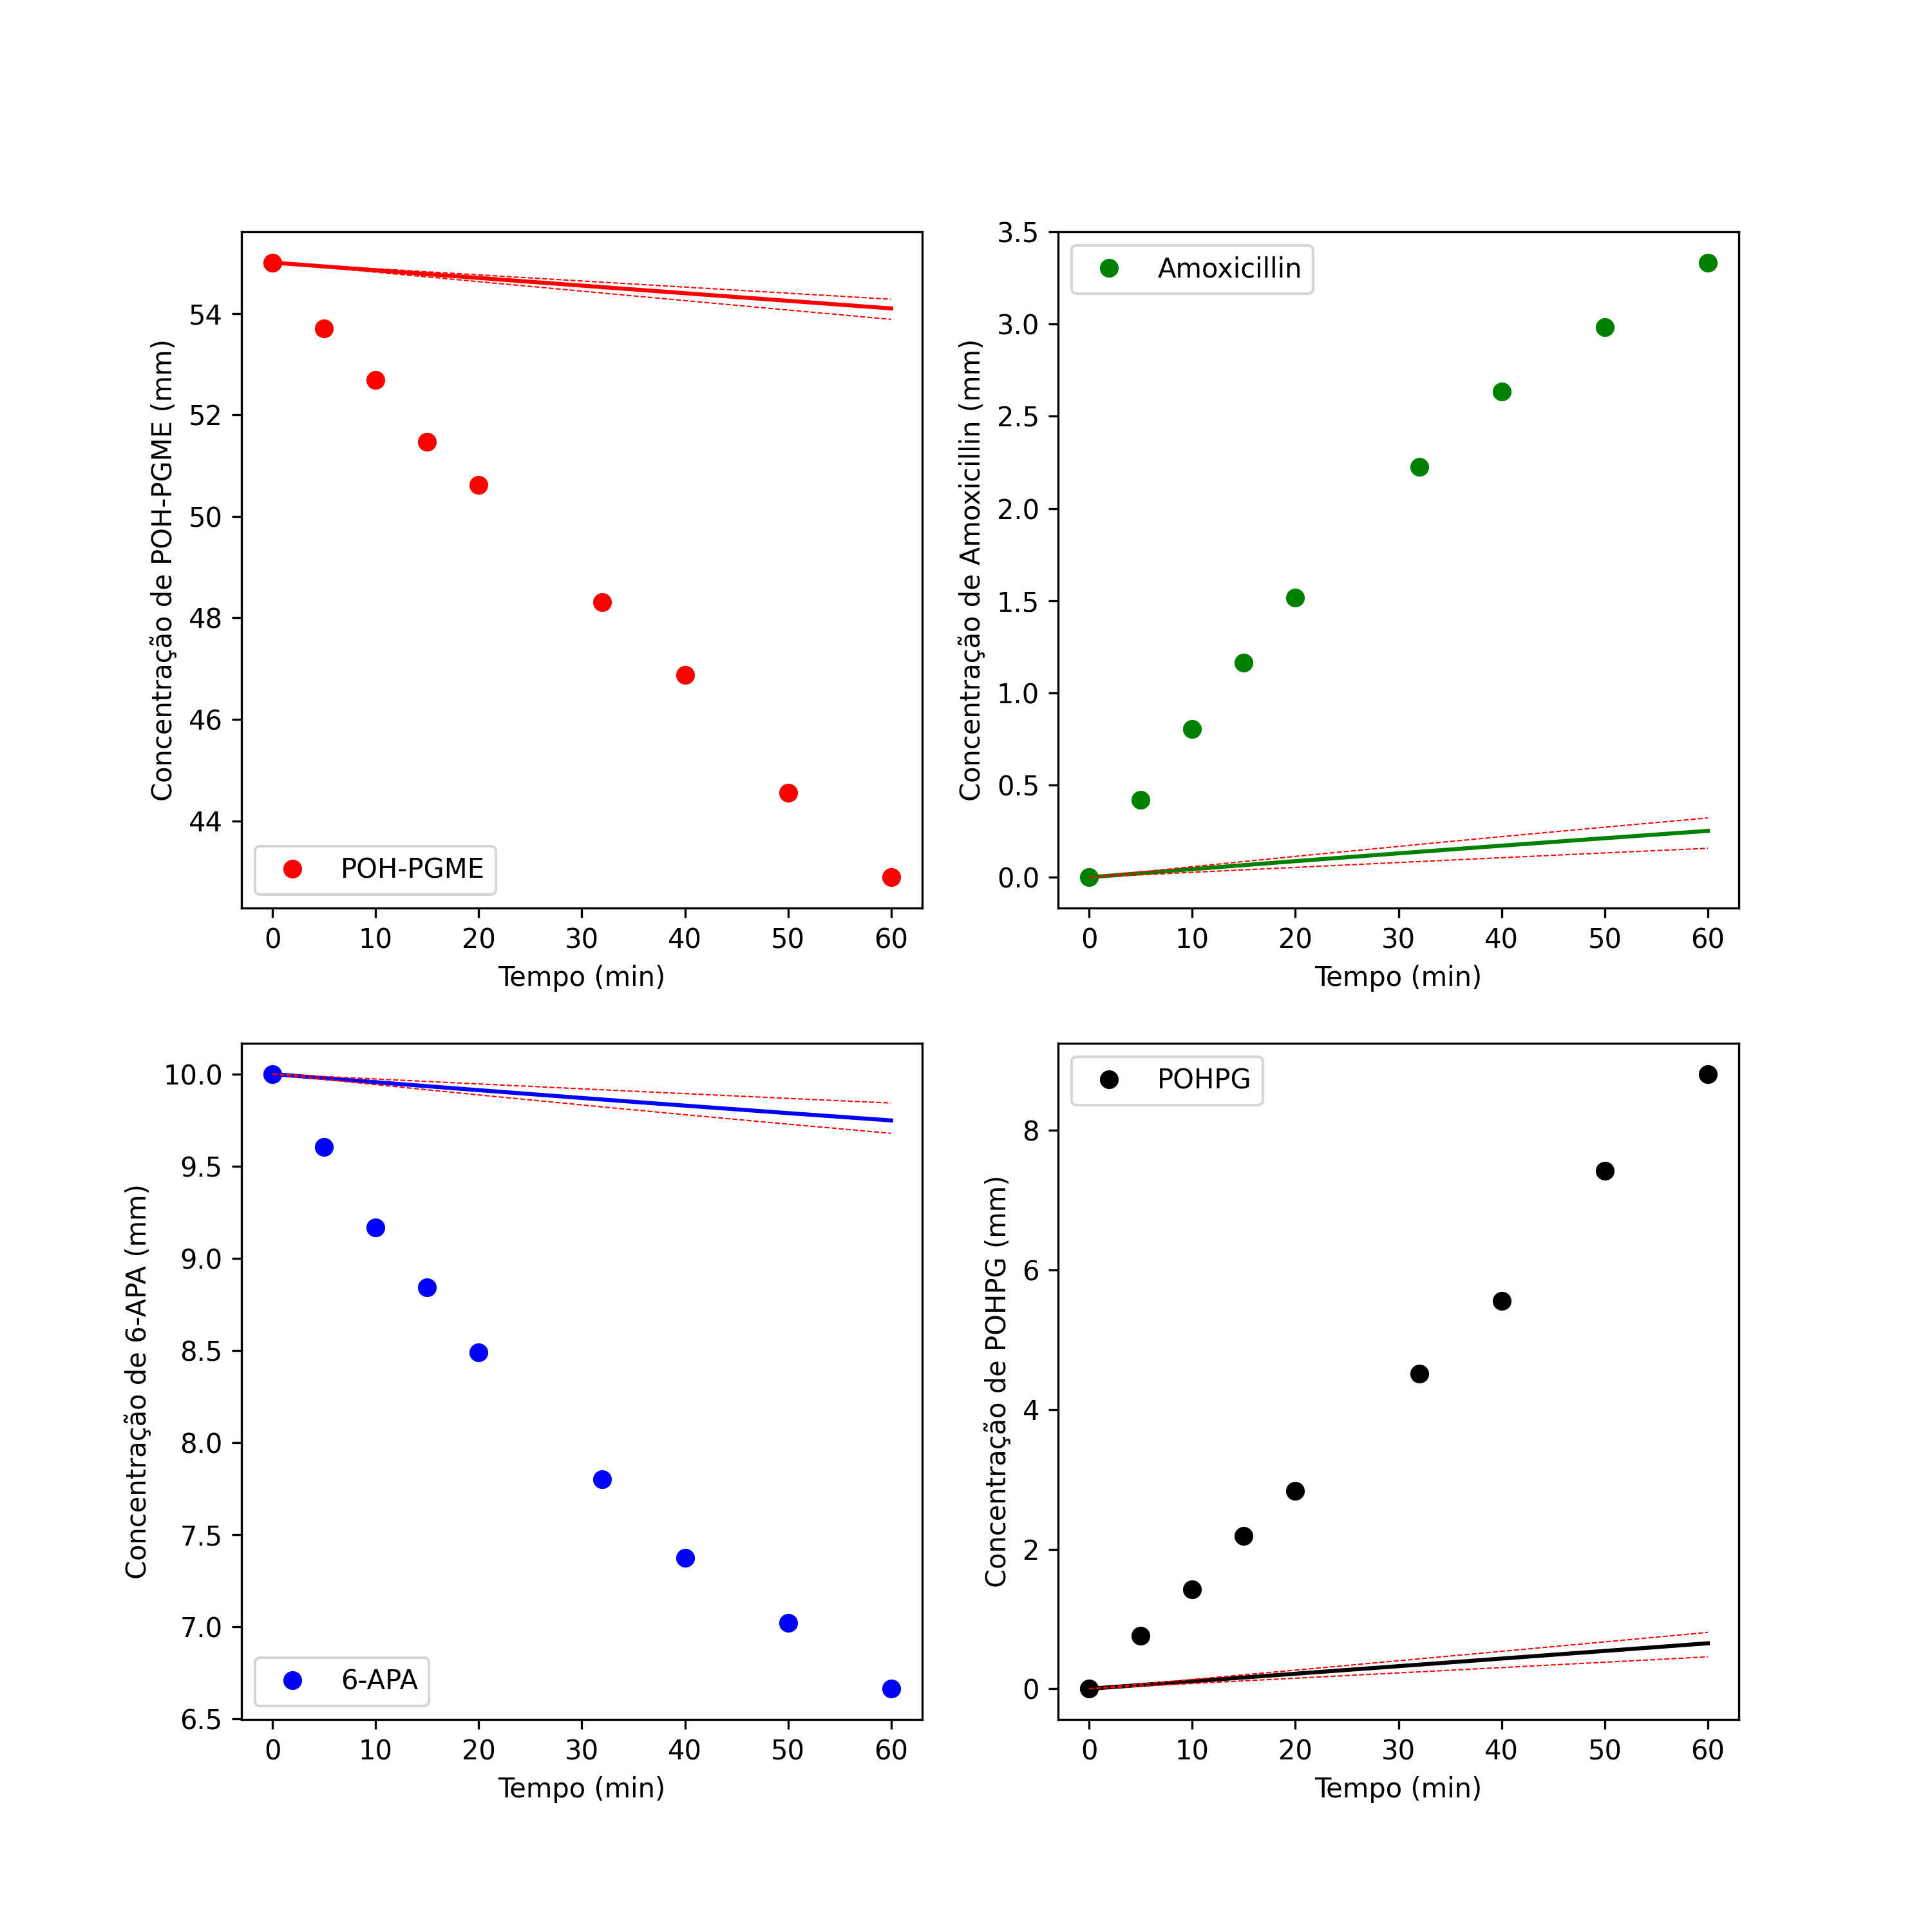 Concentração de POH-PGME (mm)
54
52
50
48
46
44
POH-PGME
0 10 20 30 40 50 60
Tempo (min)
Concentração de Amoxicillin (mm)
3.5
3.0
2.5
2.0
1.5
1.0
0.5
0.0
Amoxicillin
0 10 20 30 40 50 60
Tempo (min)
Concentração de 6-APA (mm)
10.0
9.5
9.0
8.5
8.0
7.5
7.0
6.5
6-APA
0 10 20 30 40 50 60
Tempo (min)
Concentração de POHPG (mm)
8
6
4
2
0
POHPG
0 10 20 30 40 50 60
Tempo (min)